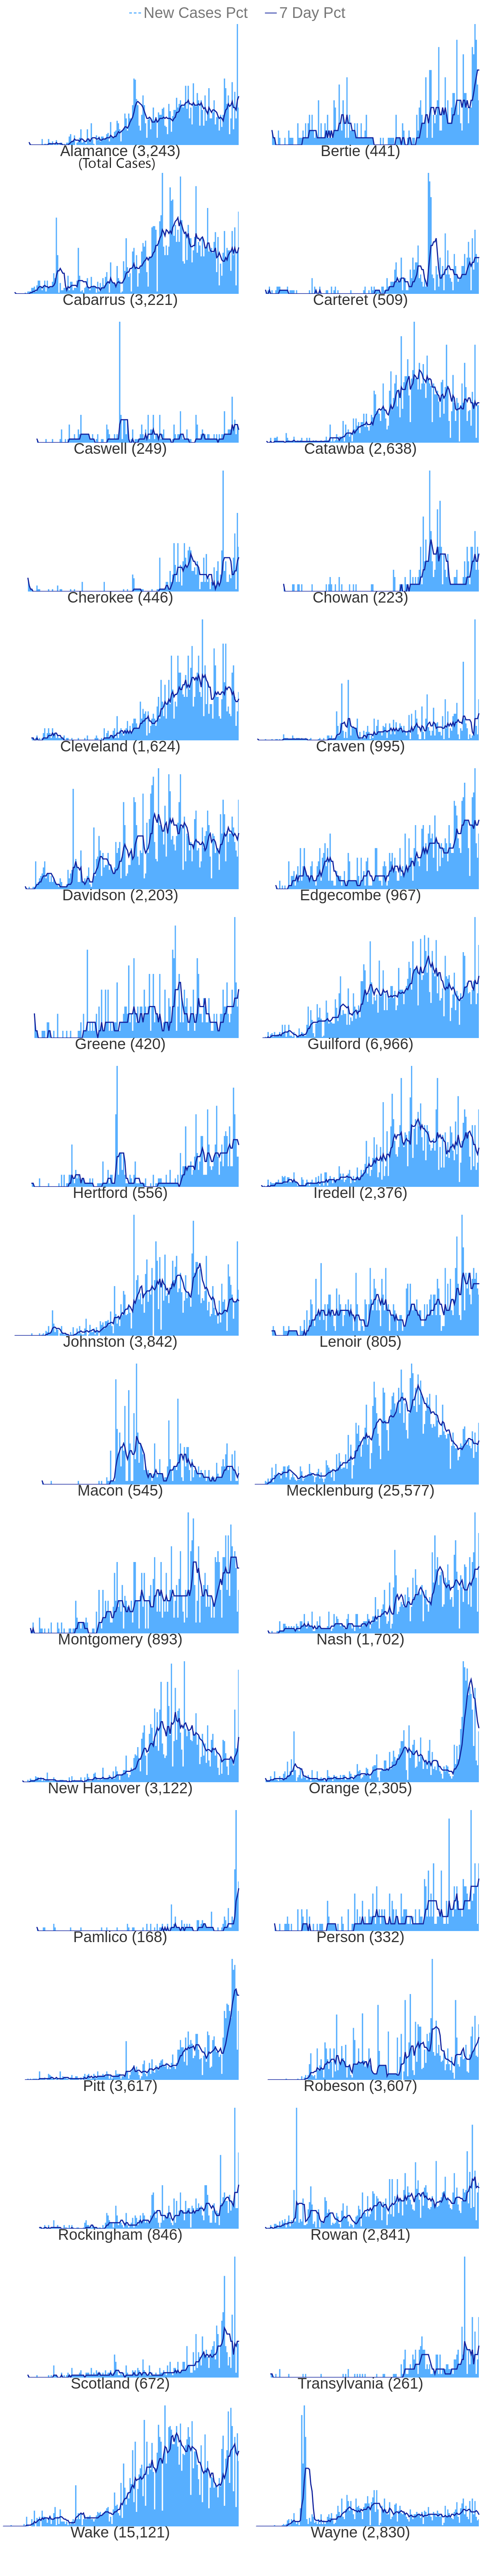 New Cases Pct 7 Day Pct
Alamance (3,243) Bertie (441)
(Total Cases)
Cabarrus (3,221) Carteret (509)
Caswell (249) Catawba (2,638)
Cherokee (446) Chowan (223)
Cleveland (1,624) Craven (995)
Davidson (2,203) Edgecombe (967)
Greene (420) Guilford (6,966)
Hertford (556) Iredell (2,376)
Johnston (3,842) Lenoir (805)
Macon (545) Mecklenburg (25,577)
Montgomery (893) Nash (1,702)
New Hanover (3,122) Orange (2,305)
Pamlico (168) Person (332)
Pitt (3,617) Robeson (3,607)
Rockingham (846) Rowan (2,841)
Scotland (672) Transylvania (261)
Wake (15,121) Wayne (2,830)